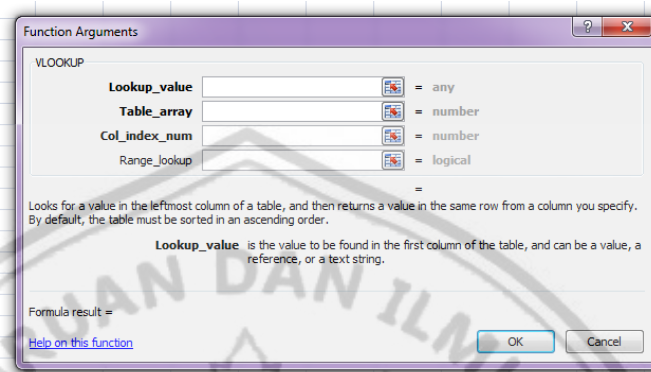 Function Arguments
VLOOKUP
Lookup_value = any
Table_array = number
Col_index_num = number
Range_lookup = logical
=
Looks for a value in the leftmost column of a table, and then returns a value in the same row from a column you specify.
By default, the table must be sorted in an ascending order.
Lookup_value is the value to be found in the first column of the table, and can be a value, a
reference, or a text string.
Formula result =
Help on this function OK Cancel
RUAN DAN ILM